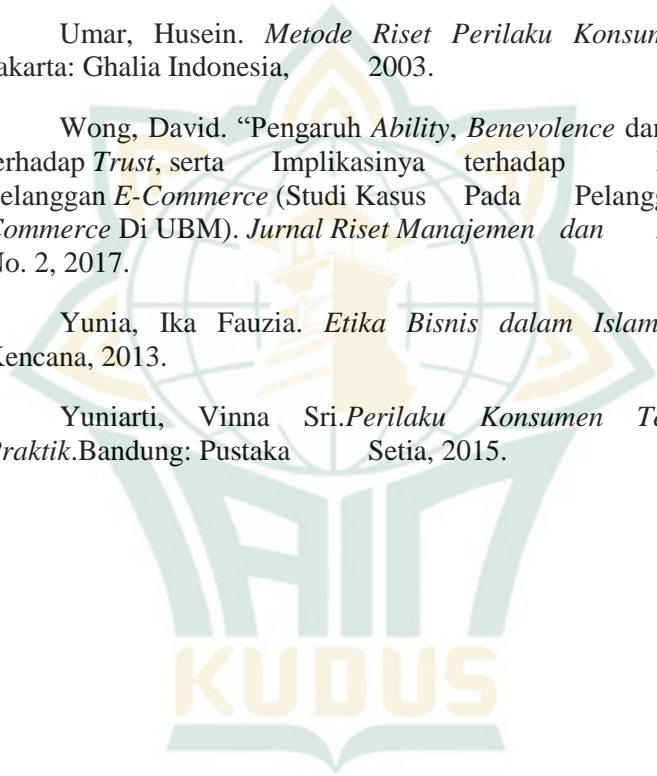 Umar, Husein. Metode Riset Perilaku Konsum
akarta: Ghalia Indonesia, 2003.
Wong, David. “Pengaruh Ability, Benevolence dan
erhadap Trust, serta Implikasinya terhadap
elanggan E-Commerce (Studi Kasus Pada Pelangg
Commerce Di UBM). Jurnal Riset Manajemen dan
No. 2, 2017.
Yunia, Ika Fauzia. Etika Bisnis dalam Islam
Kencana, 2013.
Yuniarti, Vinna Sri.Perilaku Konsumen Te
Praktik.Bandung: Pustaka Setia, 2015.
IAIN
KUDUS